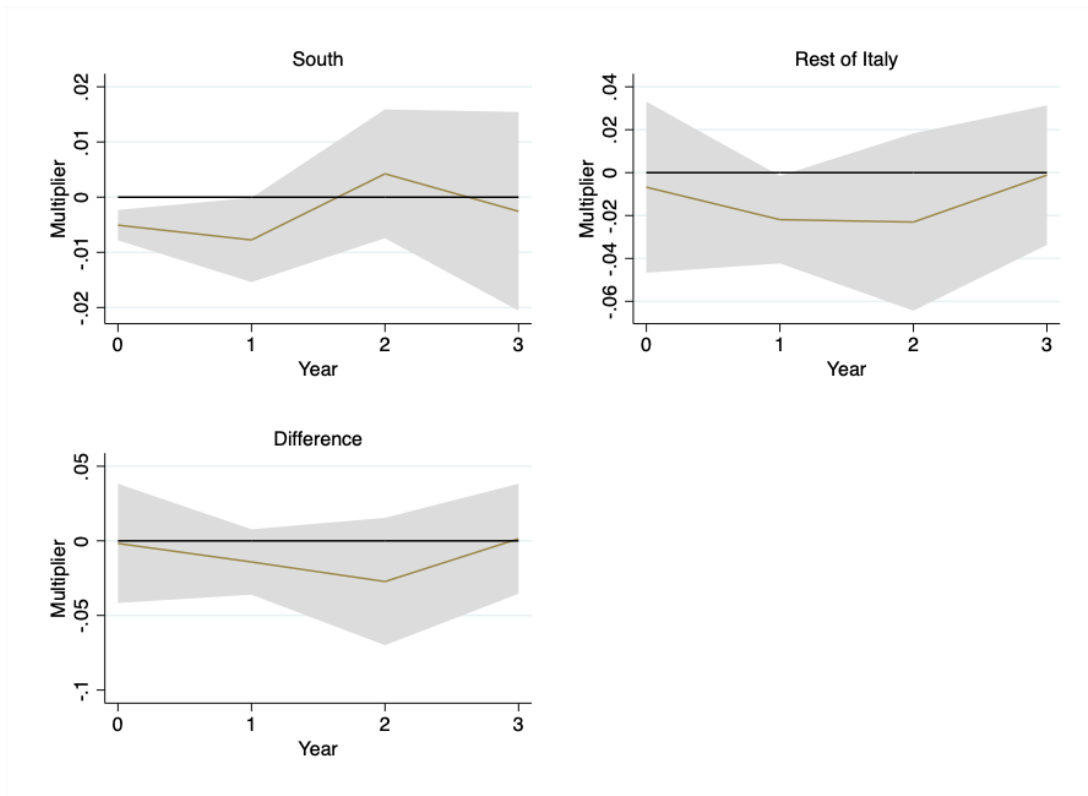 South
Multiplier
.02
.01
0
-.01
-.02
0 1 2 3
Year
Rest of Italy
Multiplier
.04
.02
0
-.02
-.04
-.06
0 1 2 3
Year
Difference
Multiplier
.05
0
-.05
-.1
0 1 2 3
Year